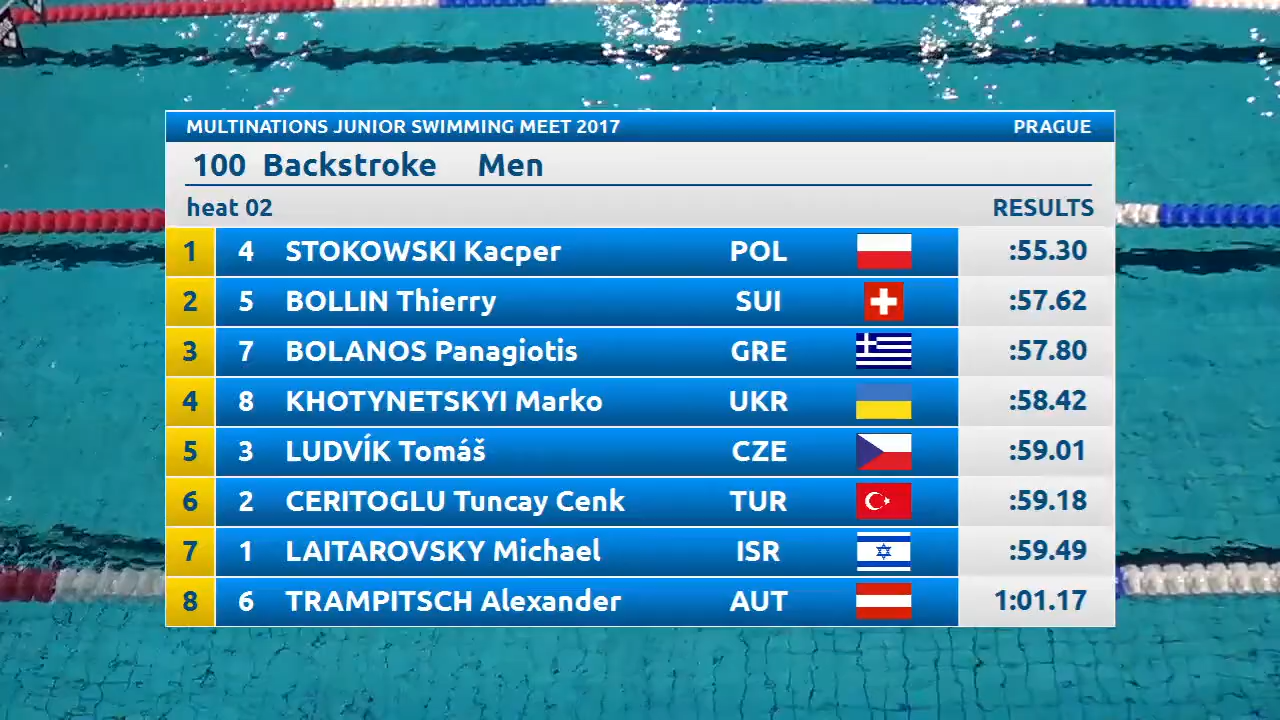 MULTINATIONS JUNIOR SWIMMING MEET 2017 PRAGUE
100 Backstroke Men
heat 02 RESULTS
1 4 STOKOWSKI Kacper POL :55.30
2 5 BOLLIN Thierry SUI :57.62
3 7 BOLANOS Panagiotis GRE :57.80
4 8 KHOTYNETSKYI Marko UKR :58.42
5 3 LUDVÍK Tomáš CZE :59.01
6 2 CERITOGLU Tuncay Cenk TUR :59.18
7 1 LAITAROVSKY Michael ISR :59.49
8 6 TRAMPITSCH Alexander AUT 1:01.17